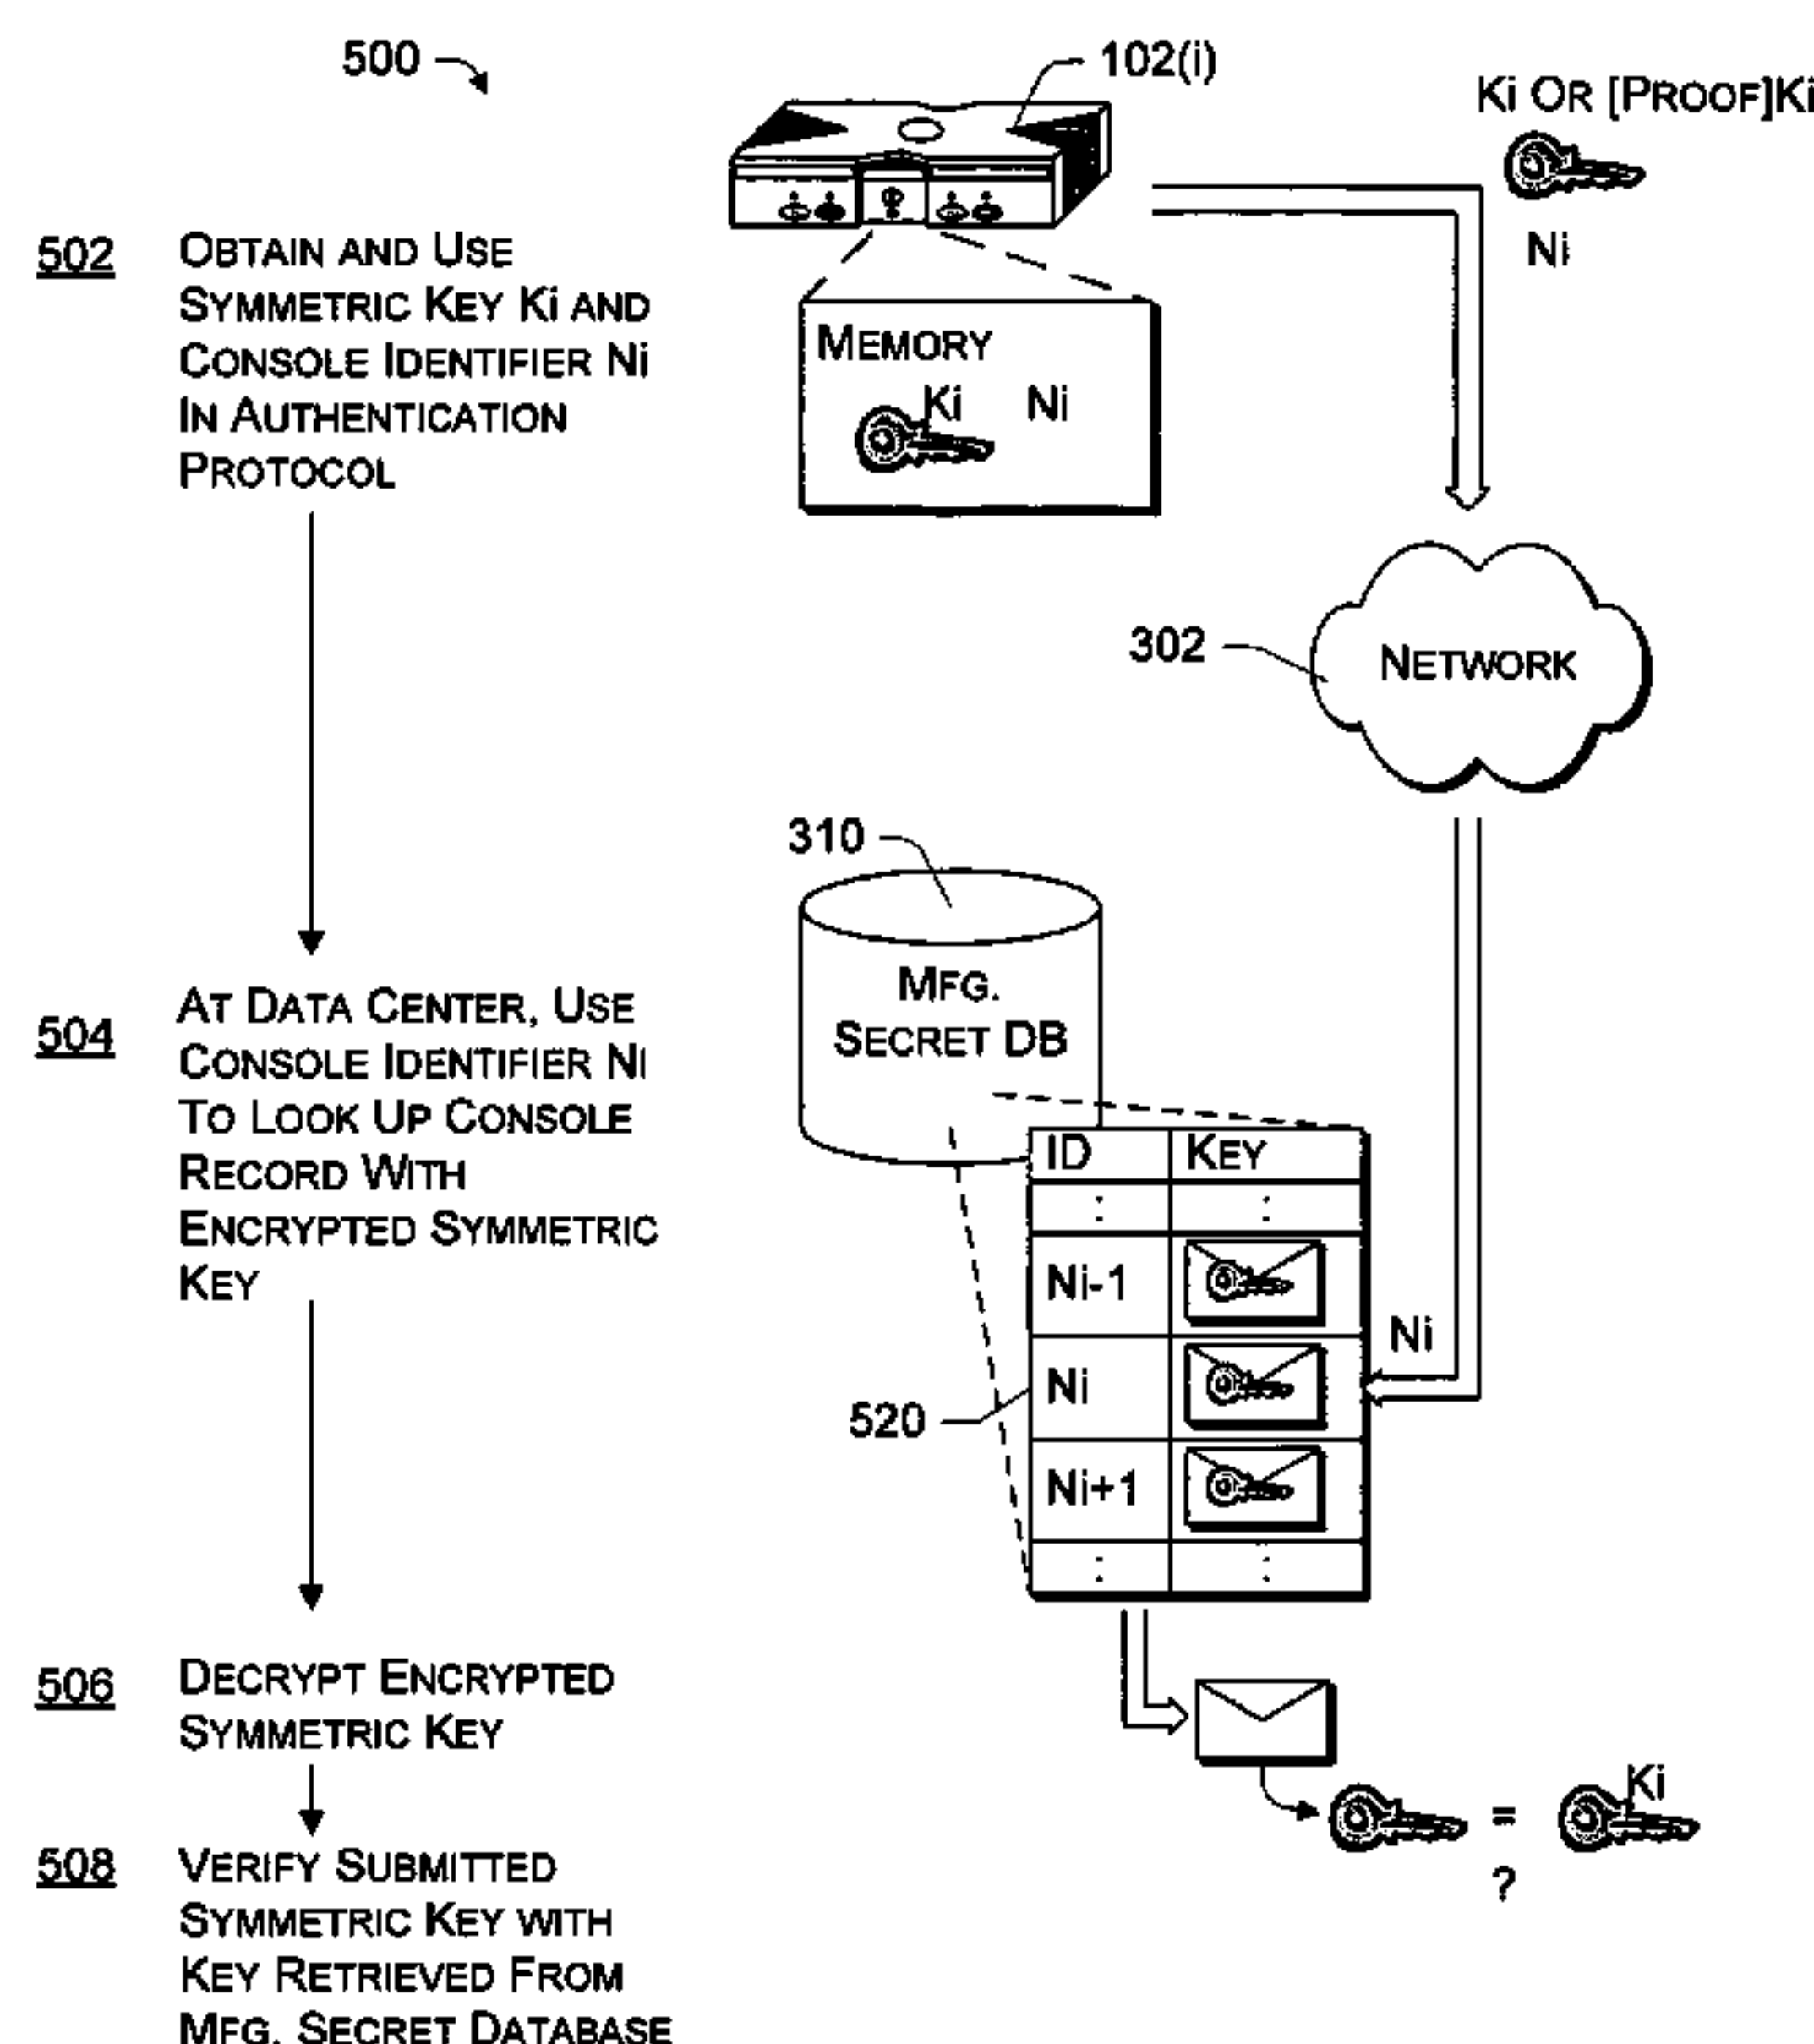 500
102(i)
Ki OR [PROOF]Ki
Ni
502
OBTAIN AND USE
SYMMETRIC KEY Ki AND
CONSOLE IDENTIFIER Ni
IN AUTHENTICATION
PROTOCOL
MEMORY
Ki Ni
302
NETWORK
310
MFG.
SECRET DB
504
AT DATA CENTER, USE
CONSOLE IDENTIFIER NI
TO LOOK UP CONSOLE
RECORD WITH
ENCRYPTED SYMMETRIC
KEY
ID KEY
: :
Ni-1
Ni
Ni
520
Ni+1
: :
506
DECRYPT ENCRYPTED
SYMMETRIC KEY
Ki
=
?
508
VERIFY SUBMITTED
SYMMETRIC KEY WITH
KEY RETRIEVED FROM
MFG. SECRET DATABASE